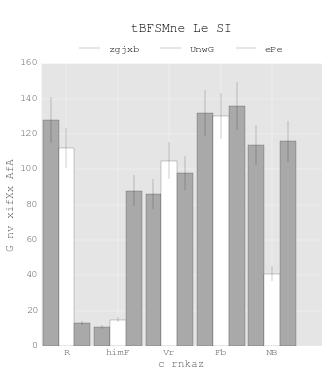 tBFSMne Le SI
zgjxb UnwG ePe
160
140
120
100
80
60
40
20
0
G nv xifXx AfA
R himF Vr Fb NB
c rnkaz